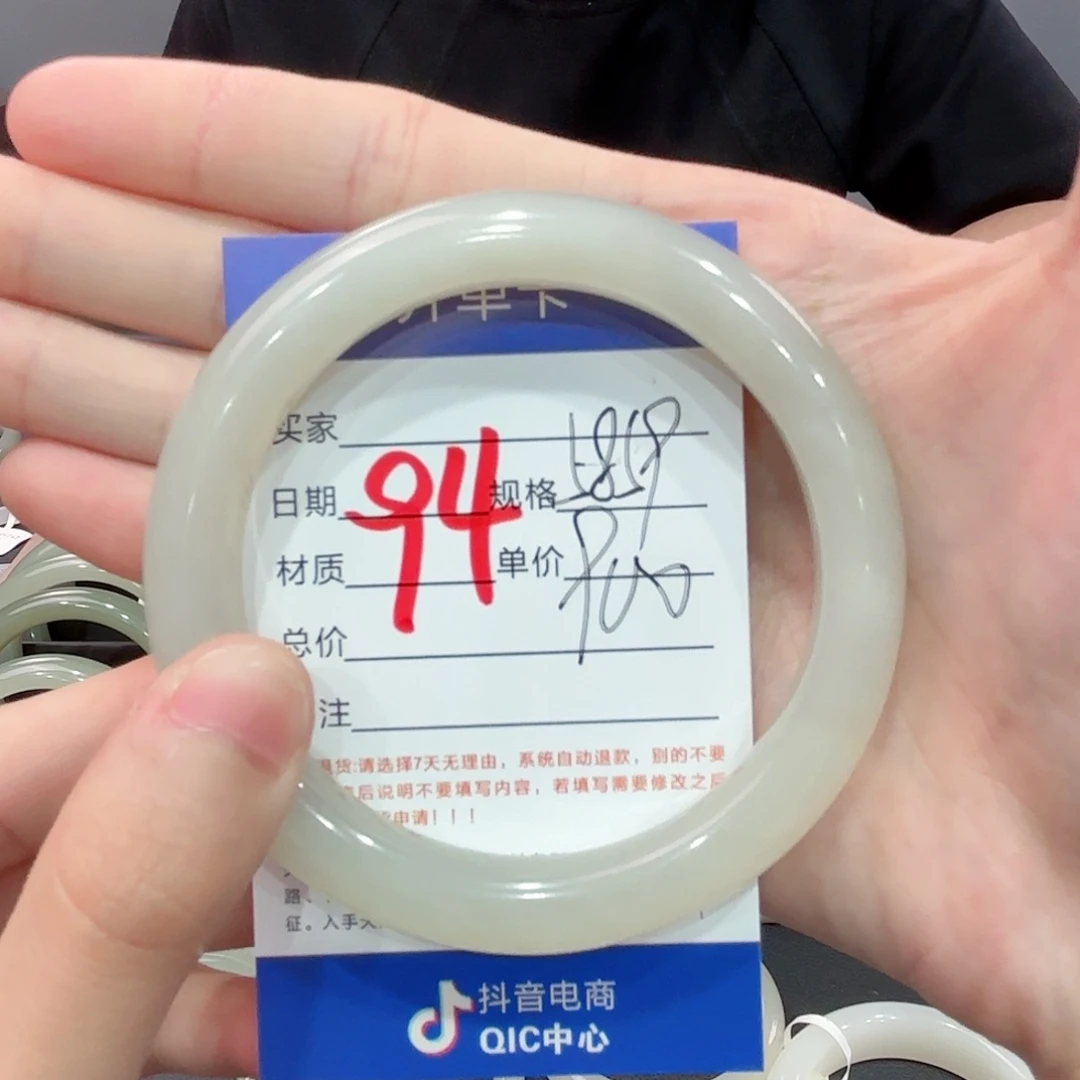 开单卡
买家
日期 94 规格
材质 单价
总价
注
退货:请选择7天无理由，系统自动退款，别的不要
后说明不要填写内容，若填写需要修改之后
申请！！！
路、
征。入手
抖音电商
QIC中心